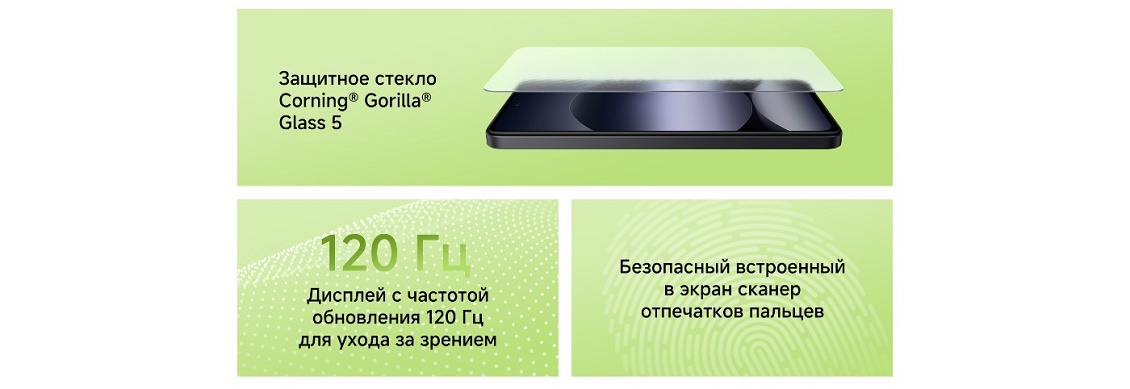 Защитное стекло
Corning® Gorilla®
Glass 5
120 Гц
Дисплей с частотой
обновления 120 Гц
для ухода за зрением
Безопасный встроенный
в экран сканер
отпечатков пальцев